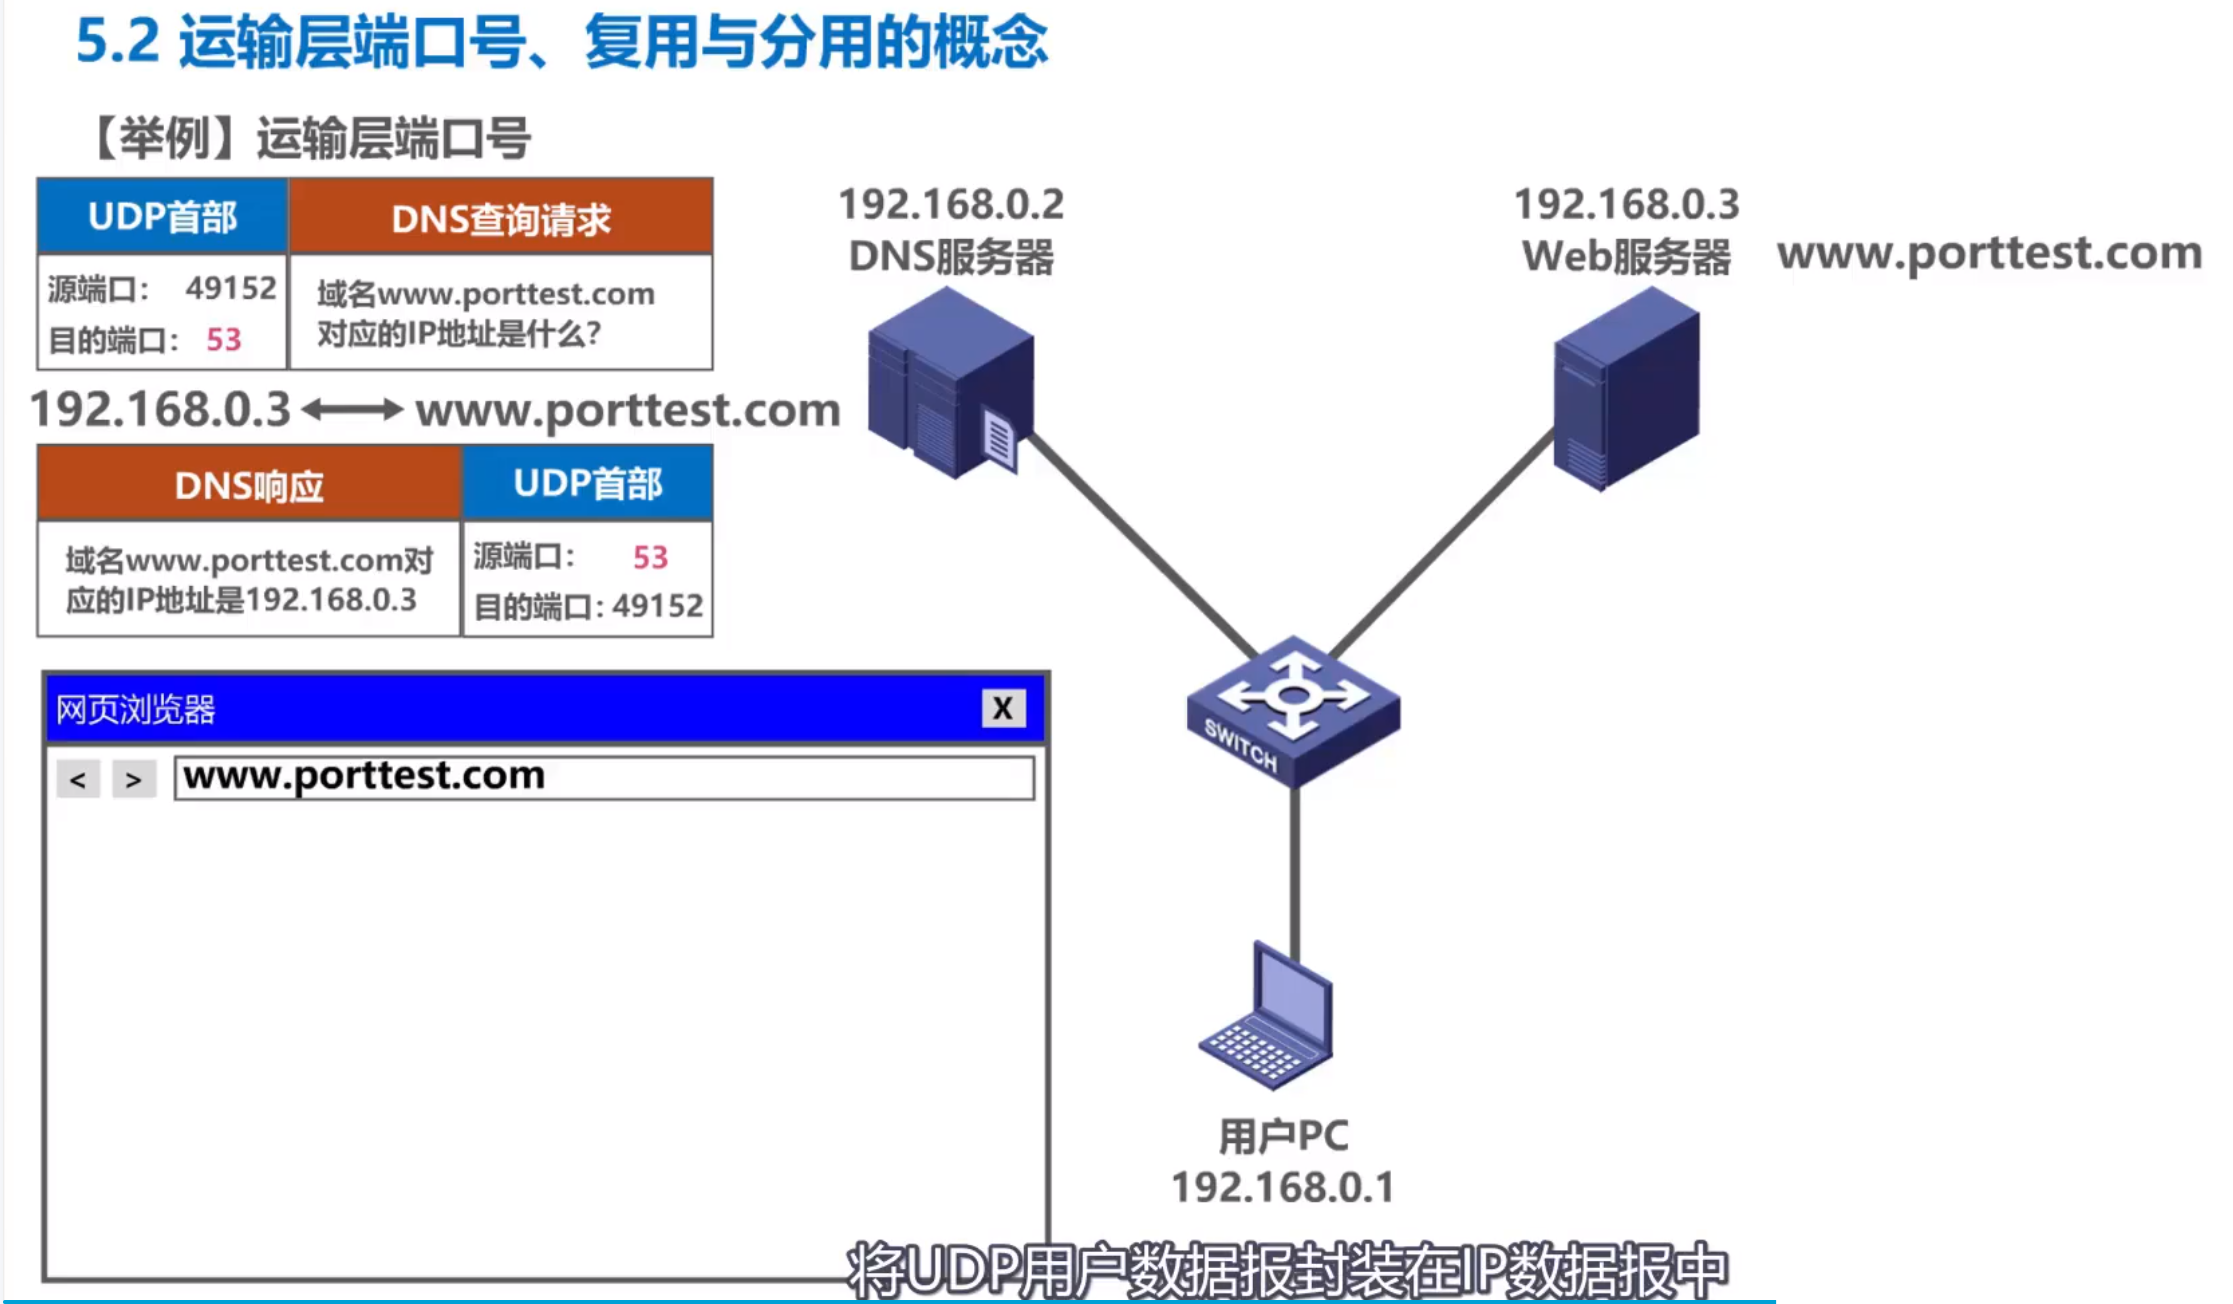 5.2 运输层端口号、复用与分用的概念
【举例】运输层端口号
UDP首部
DNS查询请求
源端口： 49152
目的端口： 53
域名www.porttest.com
对应的IP地址是什么？
192.168.0.3
www.porttest.com
DNS响应
UDP首部
域名www.porttest.com对
应的IP地址是192.168.0.3
源端口： 53
目的端口：49152
网页浏览器
X
<
>
www.porttest.com
192.168.0.2
DNS服务器
192.168.0.3
Web服务器
www.porttest.com
SWITCH
用户PC
192.168.0.1
将UDP用户数据报封装在IP数据报中